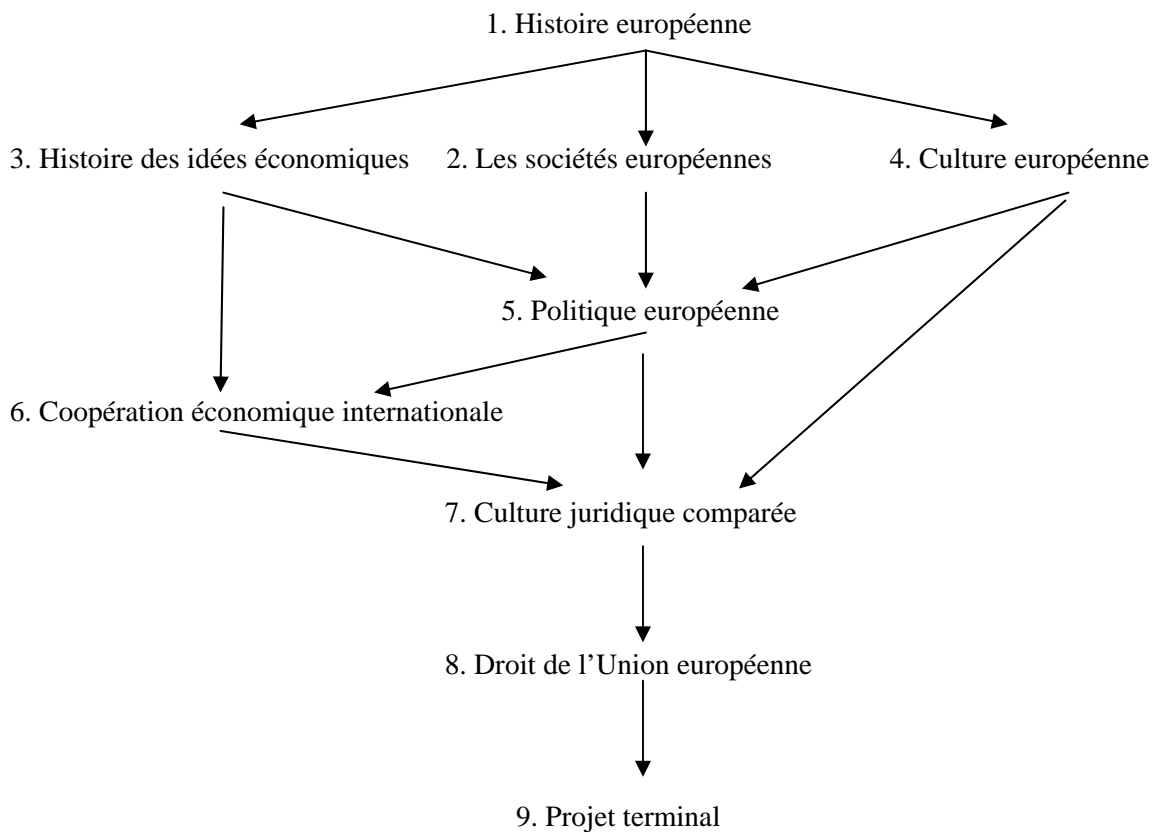 1. Histoire européenne
3. Histoire des idées économiques
2. Les sociétés européennes
4. Culture européenne
5. Politique européenne
6. Coopération économique internationale
7. Culture juridique comparée
8. Droit de l’Union européenne
9. Projet terminal